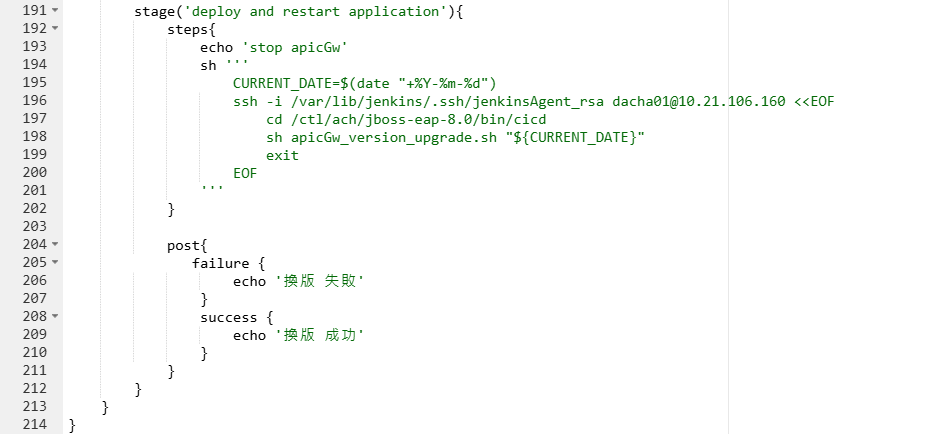 191 stage('deploy and restart application'){
192 steps{
193 echo 'stop apicGw'
194 sh '''
195 CURRENT_DATE=$(date "+%Y-%m-%d")
196 ssh -i /var/lib/jenkins/.ssh/jenkinsAgent_rsa dacha01@10.21.106.160 <<EOF
197 cd /ctl/ach/jboss-eap-8.0/bin/cicd
198 sh apicGw_version_upgrade.sh "${CURRENT_DATE}"
199 exit
200 EOF
201 '''
202 }
203
204 post{
205 failure {
206 echo '換版 失敗'
207 }
208 success {
209 echo '換版 成功'
210 }
211 }
212 }
213 }
214 }